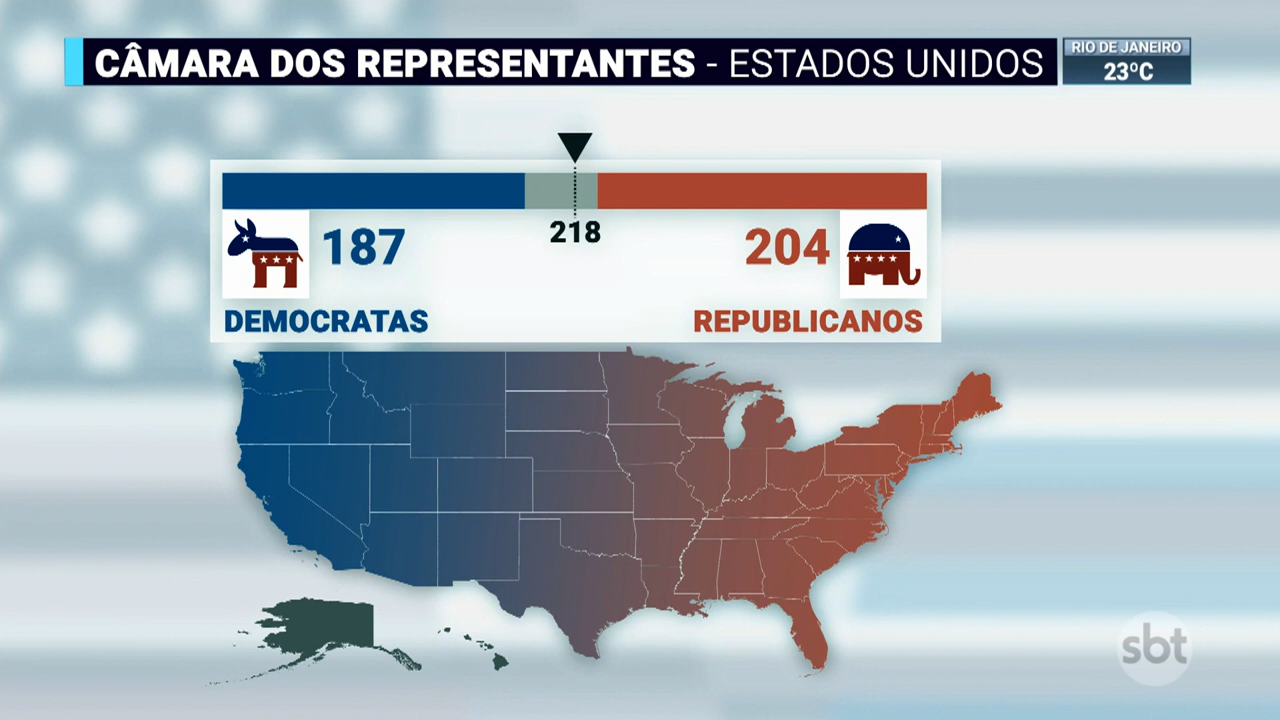 CÂMARA DOS REPRESENTANTES - ESTADOS UNIDOS
RIO DE JANEIRO
23ºC
218
187
204
DEMOCRATAS
REPUBLICANOS
sbt